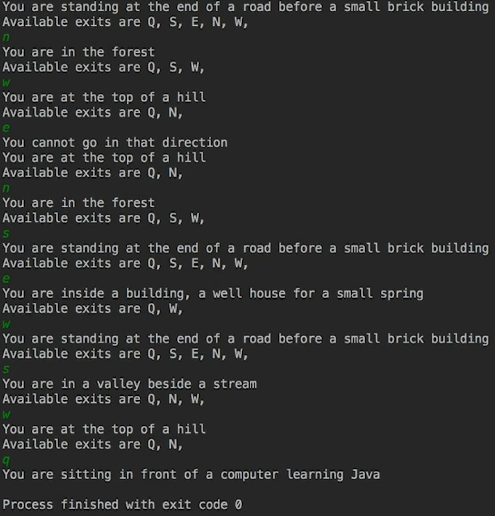 You are standing at the end of a road before a small brick building
Available exits are Q, S, E, N, W,
n
You are in the forest
Available exits are Q, S, W,
w
You are at the top of a hill
Available exits are Q, N,
e
You cannot go in that direction
You are at the top of a hill
Available exits are Q, N,
n
You are in the forest
Available exits are Q, S, W,
s
You are standing at the end of a road before a small brick building
Available exits are Q, S, E, N, W,
e
You are inside a building, a well house for a small spring
Available exits are Q, W,
w
You are standing at the end of a road before a small brick building
Available exits are Q, S, E, N, W,
s
You are in a valley beside a stream
Available exits are Q, N, W,
w
You are at the top of a hill
Available exits are Q, N,
q
You are sitting in front of a computer learning Java
Process finished with exit code 0